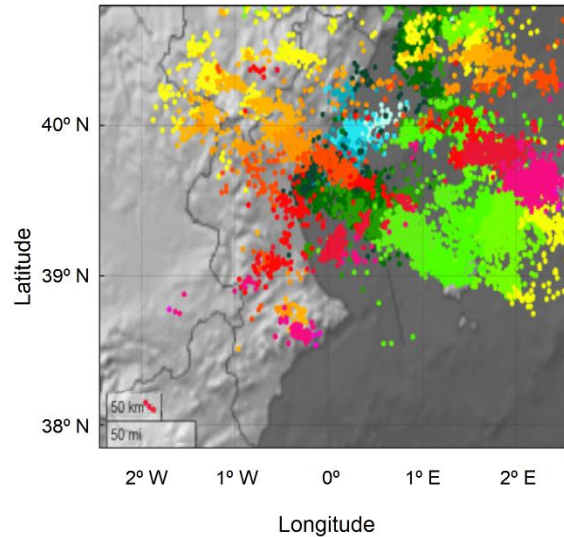 Latitude
40º N
39º N
38º N
50 km
50 mi
2º W
1º W
0º
1º E
2º E
Longitude